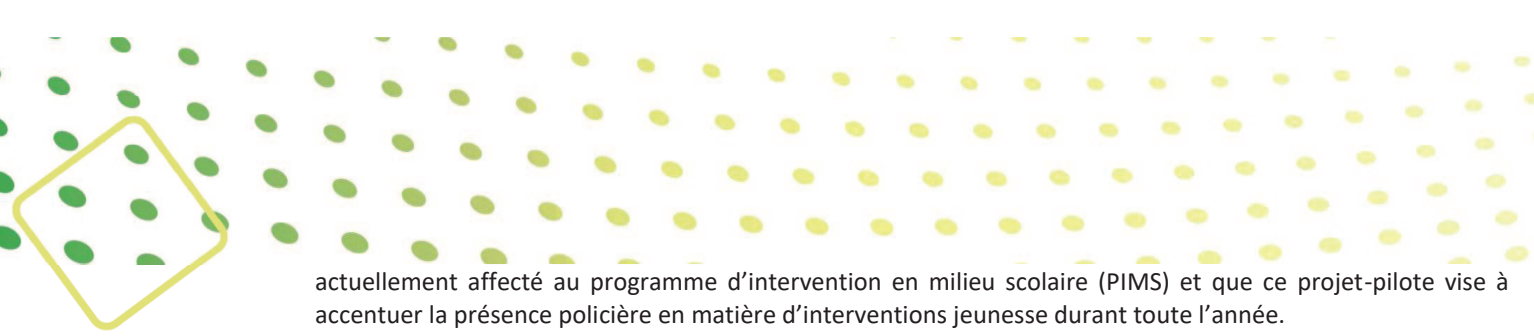 actuellement affecté au programme d’intervention en milieu scolaire (PIMS) et que ce projet-pilote vise à
accentuer la présence policière en matière d’interventions jeunesse durant toute l’année.